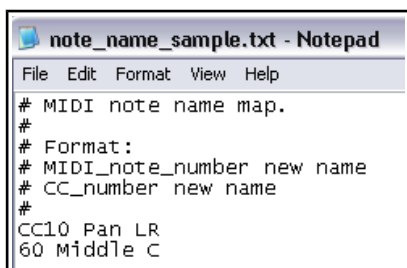 note_name_sample.txt - Notepad
File Edit Format View Help
# MIDI note name map.
#
# Format:
# MIDI_note_number new name
# CC_number new name
#
CC10 Pan LR
60 Middle C